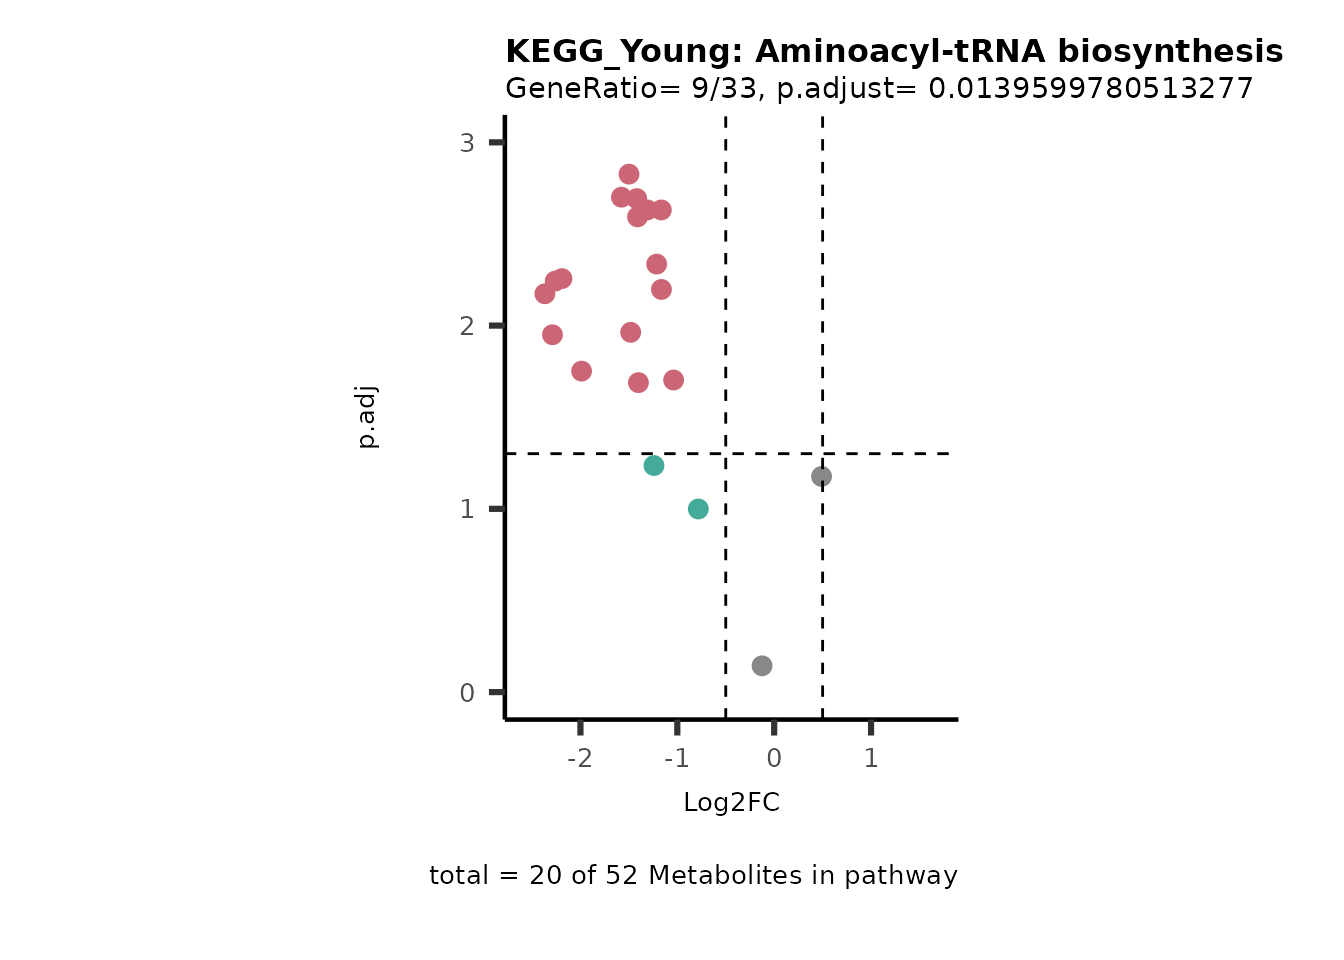 KEGG_Young: Aminoacyl-tRNA biosynthesis
GeneRatio= 9/33, p.adjust= 0.0139599780513277
3
2
1
0
p.adj
-2 -1 0 1
Log2FC
total = 20 of 52 Metabolites in pathway